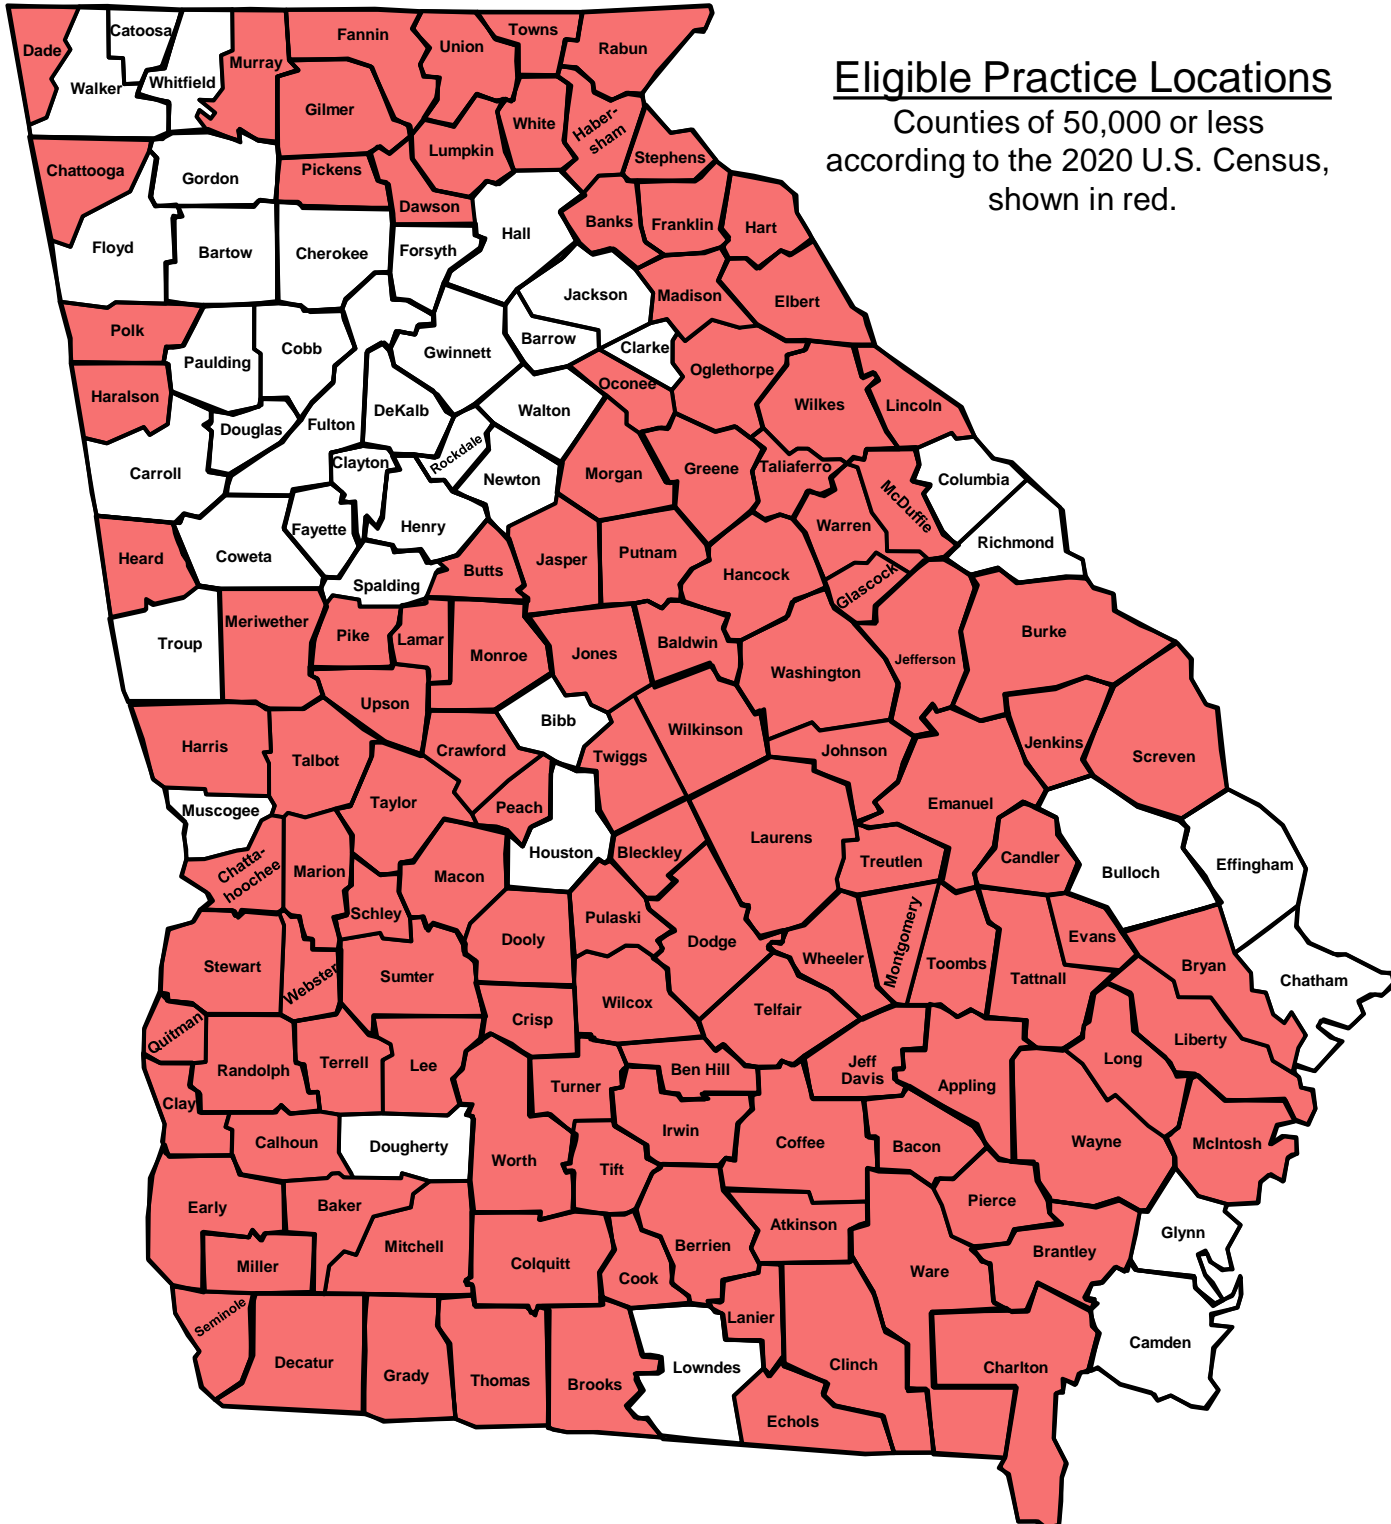 Eligible Practice Locations
Counties of 50,000 or less
according to the 2020 U.S. Census,
shown in red.
Dade
Catoosa
Walker
Whitfield
Murray
Fannin
Union
Towns
Rabun
Gilmer
White
Haber-
sham
Lumpkin
Stephens
Chattooga
Gordon
Pickens
Dawson
Banks
Franklin
Hart
Floyd
Bartow
Cherokee
Forsyth
Hall
Jackson
Madison
Elbert
Polk
Paulding
Cobb
Gwinnett
Barrow
Clarke
Oglethorpe
Haralson
Oconee
Wilkes
Lincoln
Douglas
Fulton
DeKalb
Walton
Carroll
Clayton
Rockdale
Newton
Morgan
Greene
Taliaferro
McDuffie
Columbia
Fayette
Henry
Warren
Richmond
Heard
Coweta
Spalding
Butts
Jasper
Putnam
Hancock
Glascock
Troup
Meriwether
Pike
Lamar
Monroe
Jones
Baldwin
Washington
Jefferson
Burke
Upson
Bibb
Wilkinson
Harris
Talbot
Crawford
Twiggs
Johnson
Jenkins
Screven
Muscogee
Taylor
Peach
Emanuel
Laurens
Houston
Bleckley
Treutlen
Candler
Bulloch
Effingham
Chatta-
hoochee
Marion
Macon
Schley
Pulaski
Dooly
Dodge
Wheeler
Montgomery
Toombs
Evans
Bryan
Stewart
Webster
Sumter
Tattnall
Chatham
Quitman
Crisp
Wilcox
Telfair
Liberty
Randolph
Terrell
Lee
Turner
Ben Hill
Jeff
Davis
Appling
Long
Clay
Calhoun
Dougherty
Worth
Tift
Irwin
Coffee
Bacon
Wayne
McIntosh
Early
Baker
Mitchell
Pierce
Atkinson
Glynn
Miller
Colquitt
Cook
Berrien
Ware
Brantley
Seminole
Decatur
Grady
Thomas
Brooks
Lanier
Lowndes
Clinch
Charlton
Camden
Echols